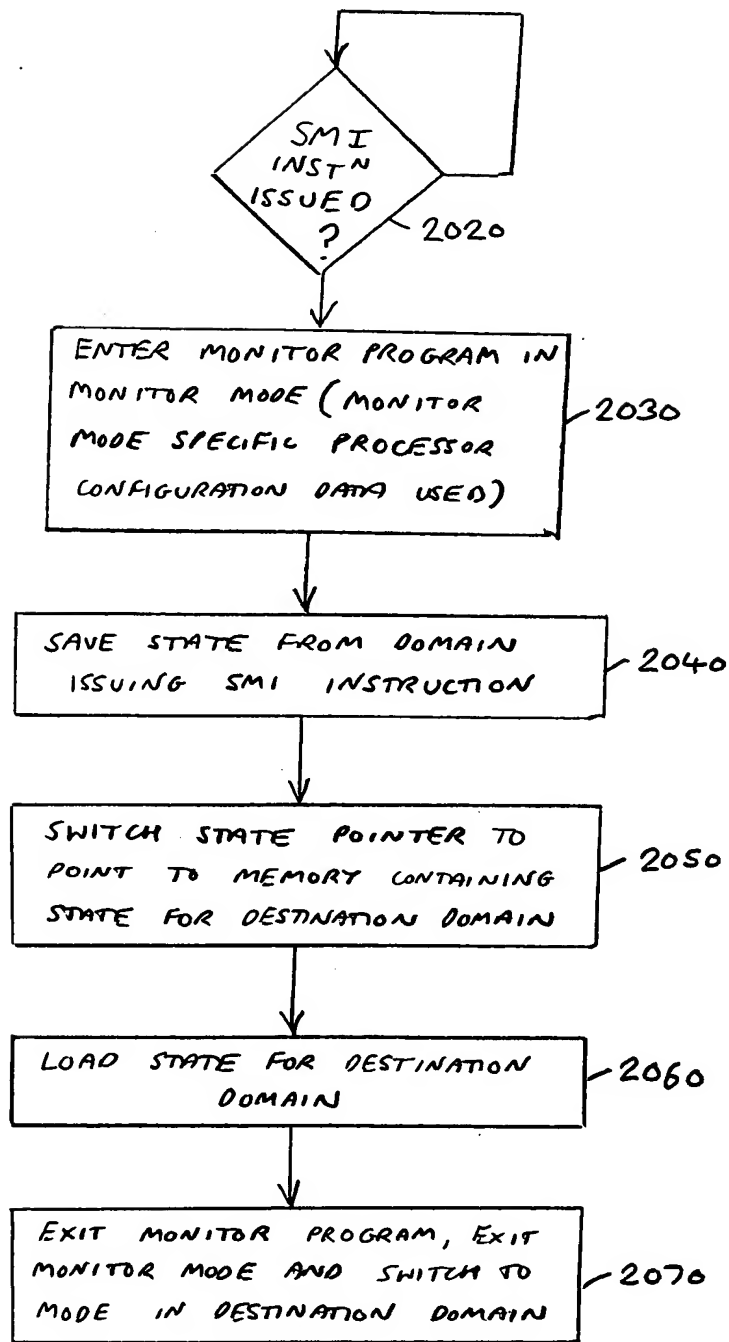 SMI
INSTN
ISSUED
?
2020
ENTER MONITOR PROGRAM IN
MONITOR MODE (MONITOR
MODE SPECIFIC PROCESSOR
CONFIGURATION DATA USED)
2030
SAVE STATE FROM DOMAIN
ISSUING SMI INSTRUCTION
2040
SWITCH STATE POINTER TO
POINT TO MEMORY CONTAINING
STATE FOR DESTINATION DOMAIN
2050
LOAD STATE FOR DESTINATION
DOMAIN
2060
EXIT MONITOR PROGRAM, EXIT
MONITOR MODE AND SWITCH TO
MODE IN DESTINATION DOMAIN
2070